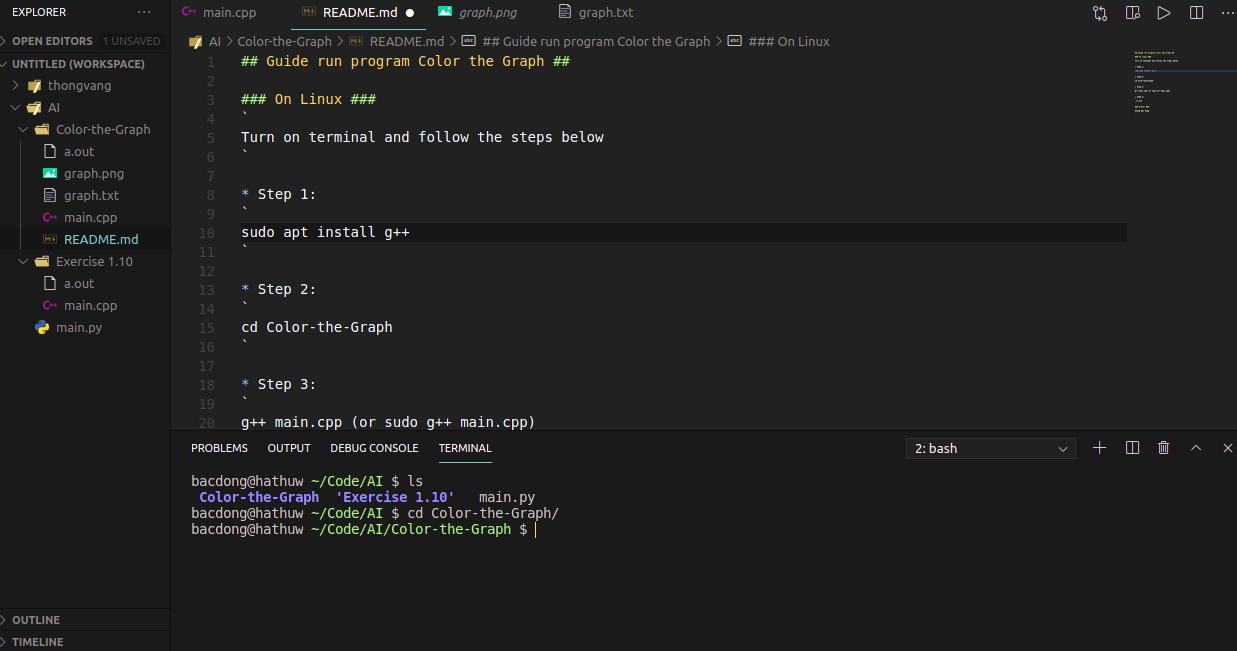 EXPLORER
OPEN EDITORS 1 UNSAVED
UNTITLED (WORKSPACE)
thongvang
AI
Color-the-Graph
a.out
graph.png
graph.txt
main.cpp
README.md
Exercise 1.10
a.out
main.cpp
main.py
OUTLINE
TIMELINE
main.cpp README.md graph.png graph.txt
AI > Color-the-Graph > README.md > ## Guide run program Color the Graph > ### On Linux
1 ## Guide run program Color the Graph ##
2
3 ### On Linux ###
4 `
5 Turn on terminal and follow the steps below
6 `
7
8 * Step 1:
9 `
10 sudo apt install g++
11 `
12
13 * Step 2:
14 `
15 cd Color-the-Graph
16 `
17
18 * Step 3:
19 `
20 g++ main.cpp (or sudo g++ main.cpp)
PROBLEMS OUTPUT DEBUG CONSOLE TERMINAL 2: bash
bacdong@hathuw ~/Code/AI $ ls
Color-the-Graph 'Exercise 1.10' main.py
bacdong@hathuw ~/Code/AI $ cd Color-the-Graph/
bacdong@hathuw ~/Code/AI/Color-the-Graph $